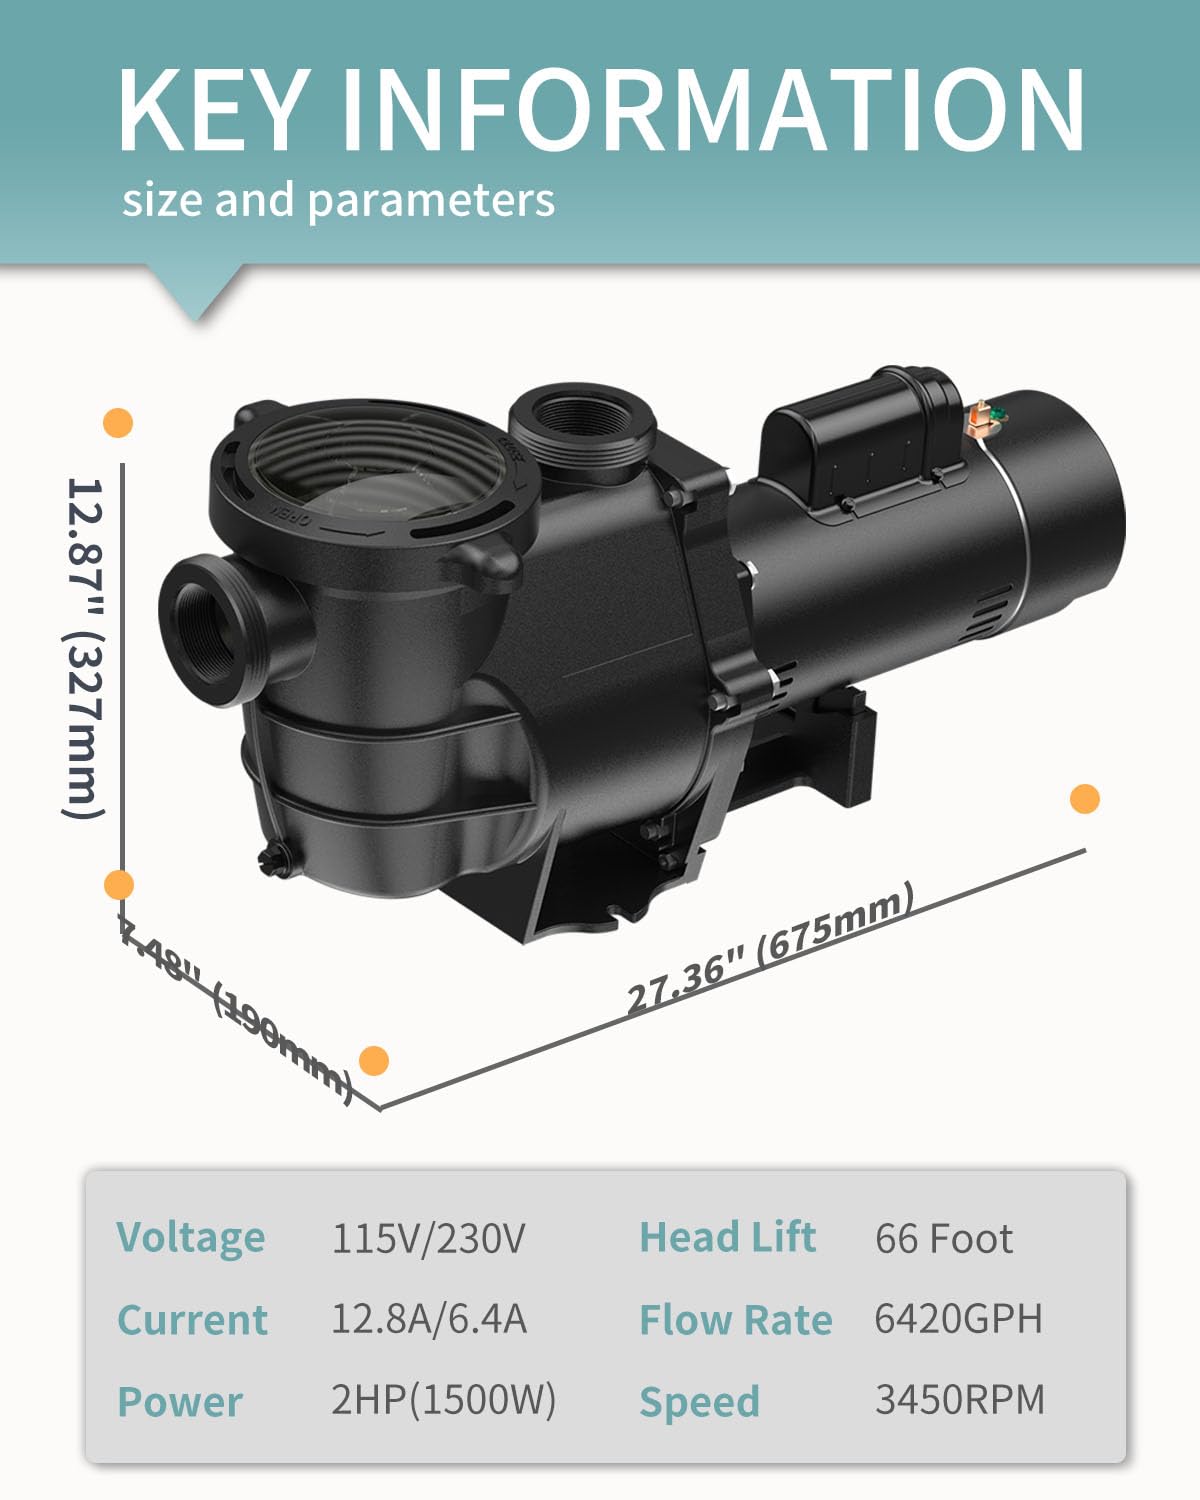 KEY INFORMATION
size and parameters
OPEN
12.87" (327mm)
7.48" (190mm)
27.36" (675mm)
Voltage 115V/230V Head Lift 66 Foot
Current 12.8A/6.4A Flow Rate 6420GPH
Power 2HP(1500W) Speed 3450RPM